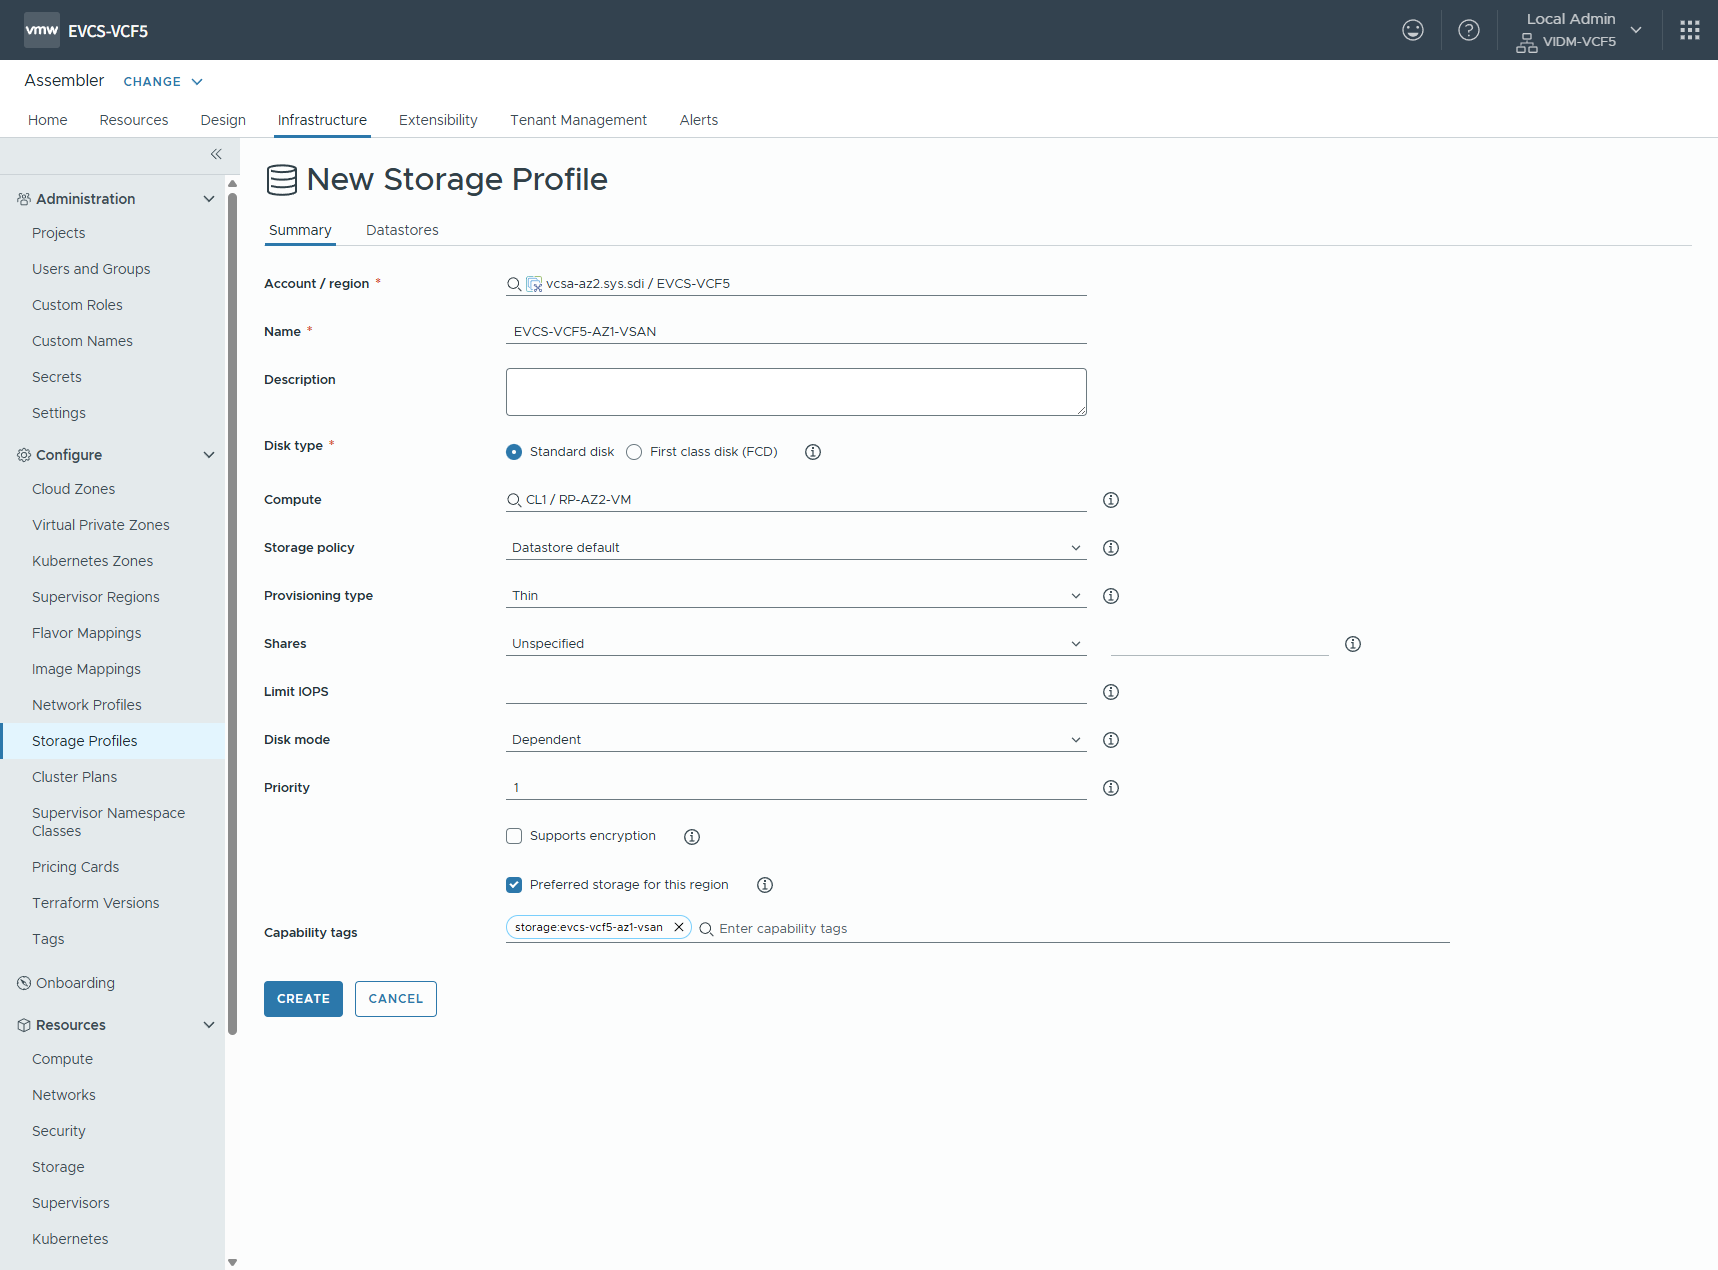 vmw EVCS-VCF5
Local Admin
VIDM-VCF5
Assembler CHANGE
Home Resources Design Infrastructure Extensibility Tenant Management Alerts
Administration
Projects
Users and Groups
Custom Roles
Custom Names
Secrets
Settings
Configure
Cloud Zones
Virtual Private Zones
Kubernetes Zones
Supervisor Regions
Flavor Mappings
Image Mappings
Network Profiles
Storage Profiles
Cluster Plans
Supervisor Namespace
Classes
Pricing Cards
Terraform Versions
Tags
Onboarding
Resources
Compute
Networks
Security
Storage
Supervisors
Kubernetes
New Storage Profile
Summary Datastores
Account / region * vcsa-az2.sys.sdi / EVCS-VCF5
Name * EVCS-VCF5-AZ1-VSAN
Description
Disk type * Standard disk First class disk (FCD)
Compute CL1 / RP-AZ2-VM
Storage policy Datastore default
Provisioning type Thin
Shares Unspecified
Limit IOPS
Disk mode Dependent
Priority 1
Supports encryption
Preferred storage for this region
Capability tags storage:evcs-vcf5-az1-vsan Enter capability tags
CREATE CANCEL